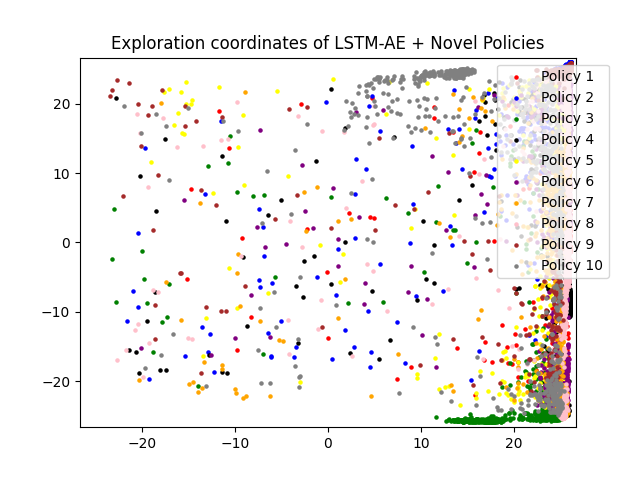 Exploration coordinates of LSTM-AE + Novel Policies
20
10
0
−10
−20
−20
−10
0
10
20
Policy 1
Policy 2
Policy 3
Policy 4
Policy 5
Policy 6
Policy 7
Policy 8
Policy 9
Policy 10